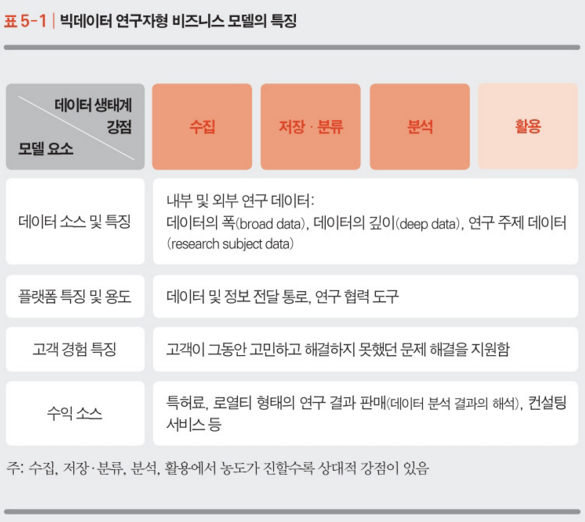 표 5-1 | 빅데이터 연구자형 비즈니스 모델의 특징
데이터 생태계
강점
모델 요소
수집
저장·분류
분석
활용
데이터 소스 및 특징
내부 및 외부 연구 데이터:
데이터의 폭(broad data), 데이터의 깊이(deep data), 연구 주제 데이터
(research subject data)
플랫폼 특징 및 용도
데이터 및 정보 전달 통로, 연구 협력 도구
고객 경험 특징
고객이 그동안 고민하고 해결하지 못했던 문제 해결을 지원함
수익 소스
특허료, 로열티 형태의 연구 결과 판매(데이터 분석 결과의 해석), 컨설팅
서비스 등
주: 수집, 저장·분류, 분석, 활용에서 농도가 진할수록 상대적 강점이 있음